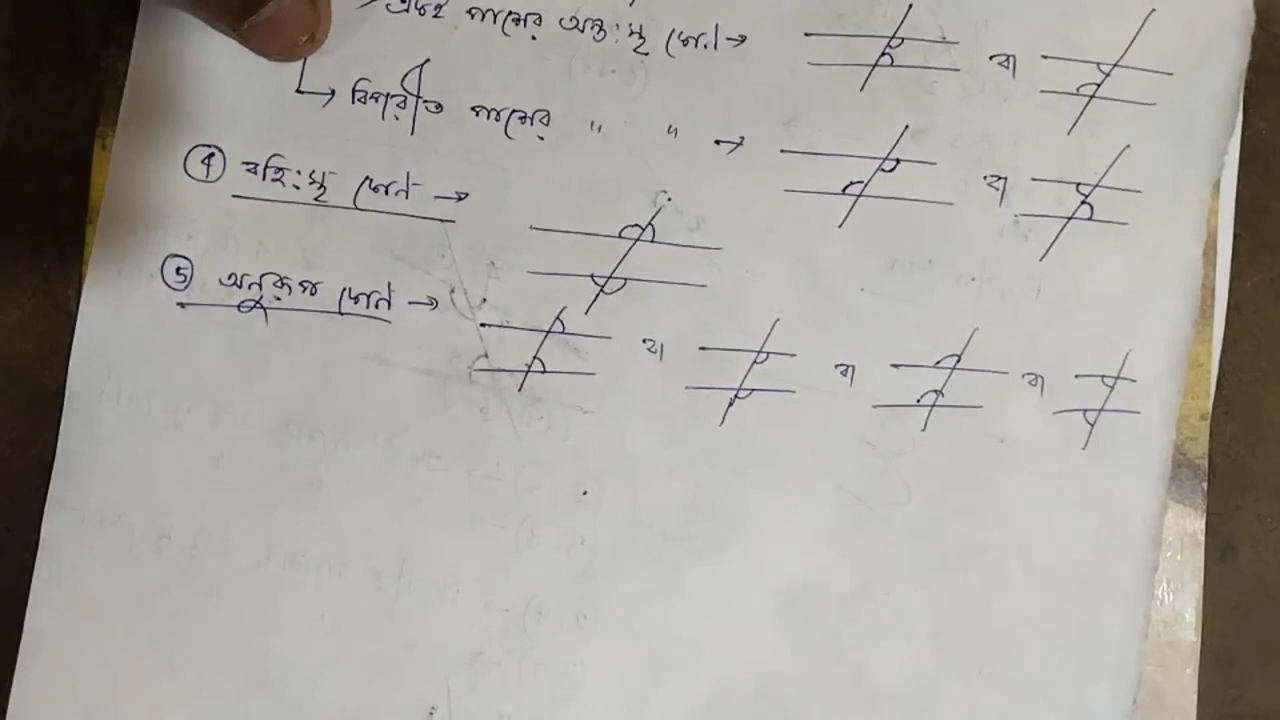 একই পাশের অন্তঃস্থ কোণ → বা
↳ বিপরীত পাশের " " → বা
④ বহিঃস্থ কোণ →
⑤ অনুরূপ কোণ → বা বা বা